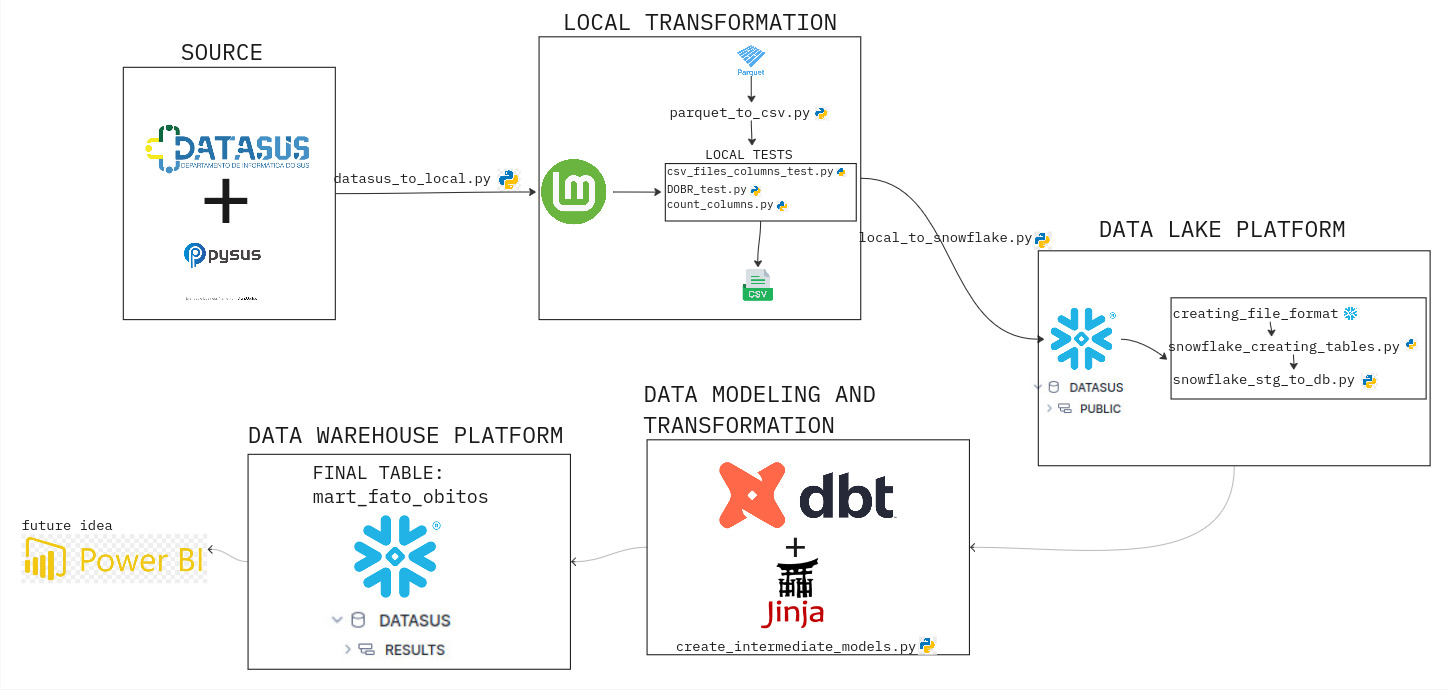 SOURCE
DATASUS
DEPARTAMENTO DE INFORMÁTICA DO SUS
pysus
datasus_to_local.py
LOCAL TRANSFORMATION
Parquet
parquet_to_csv.py
LOCAL TESTS
csv_files_columns_test.py
DOBR_test.py
count_columns.py
CSV
local_to_snowflake.py
DATA LAKE PLATFORM
creating_file_format
snowflake_creating_tables.py
snowflake_stg_to_db.py
DATASUS
PUBLIC
DATA MODELING AND
TRANSFORMATION
dbt
Jinja
create_intermediate_models.py
DATA WAREHOUSE PLATFORM
FINAL TABLE:
mart_fato_obitos
DATASUS
RESULTS
future idea
Power BI